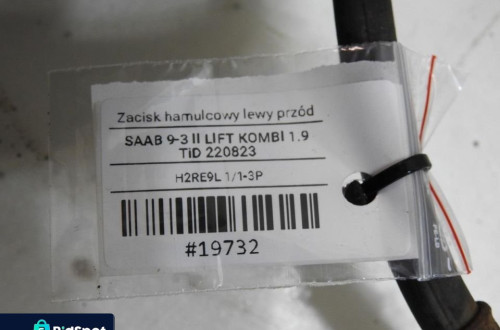 Zacisk hamulcowy lewy przód
SAAB 9-3 II LIFT KOMBI 1.9
TiD 220823
H2RE9L 1/1-3P
#19732